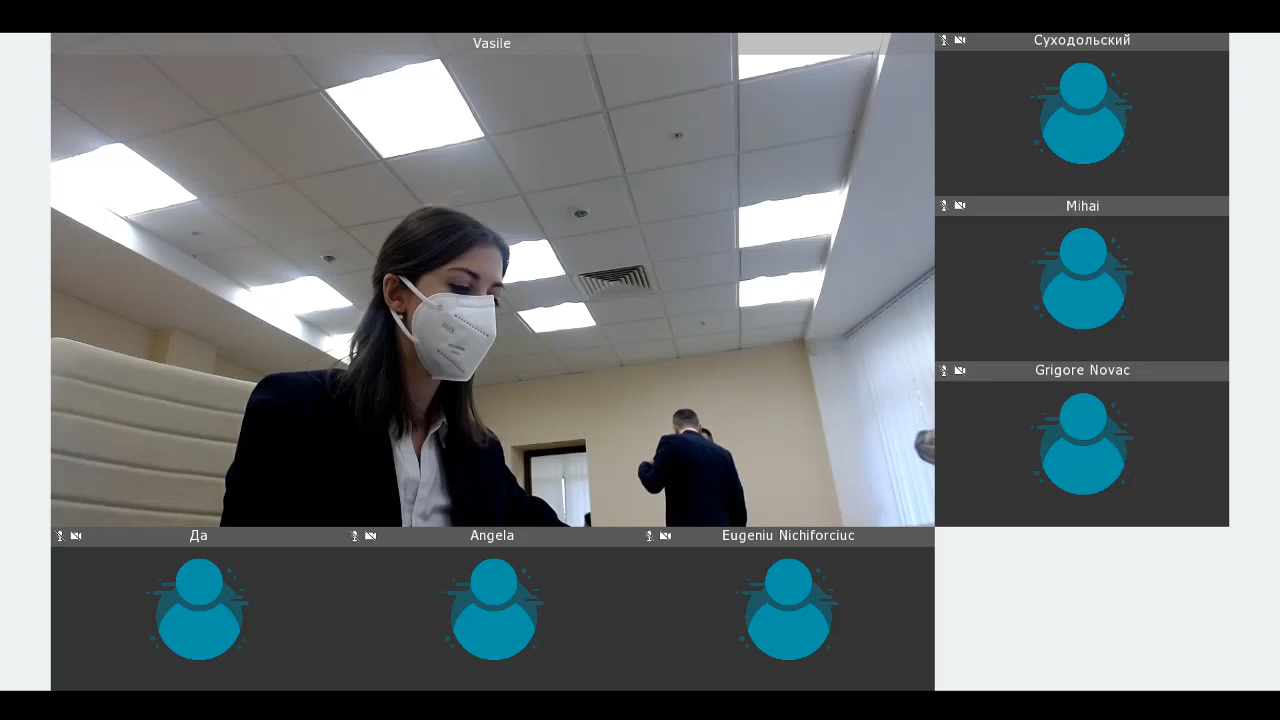 Vasile
Суходольский
Mihai
Grigore Novac
Да
Angela
Eugeniu Nichiforciuc